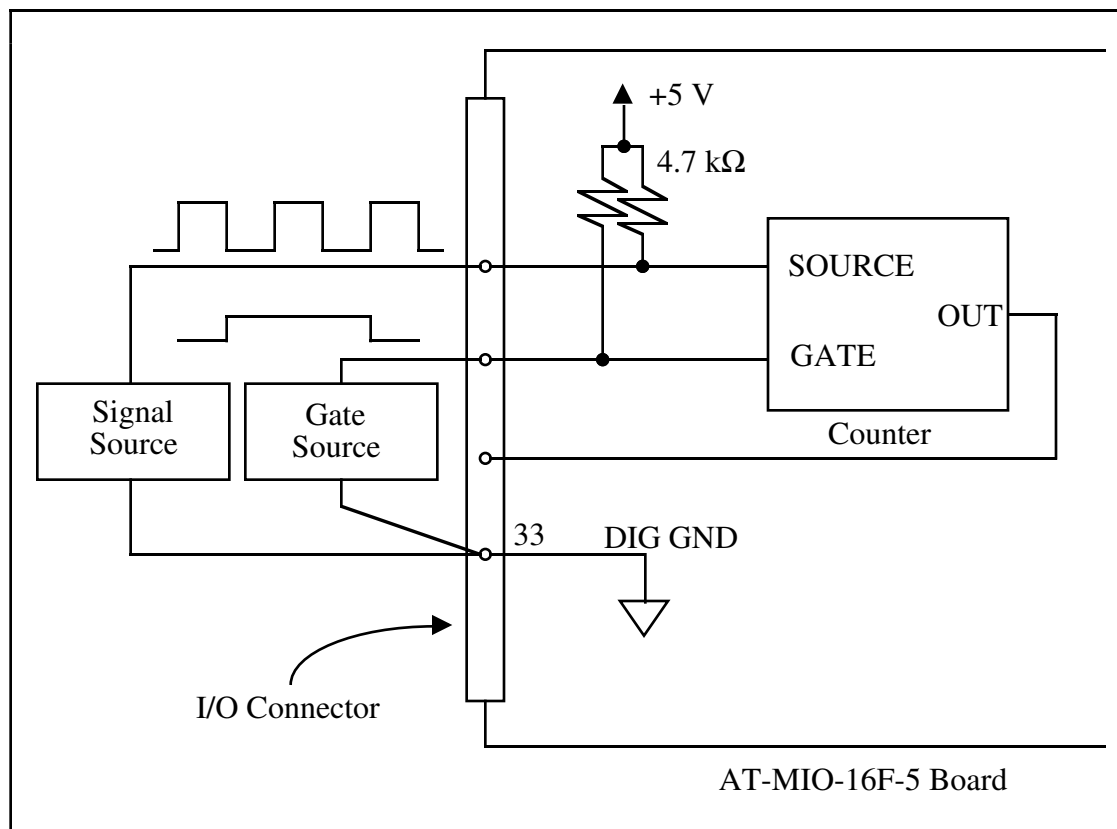 +5 V
4.7 kΩ
SOURCE
OUT
GATE
Counter
Signal
Source
Gate
Source
33
DIG GND
I/O Connector
AT-MIO-16F-5 Board